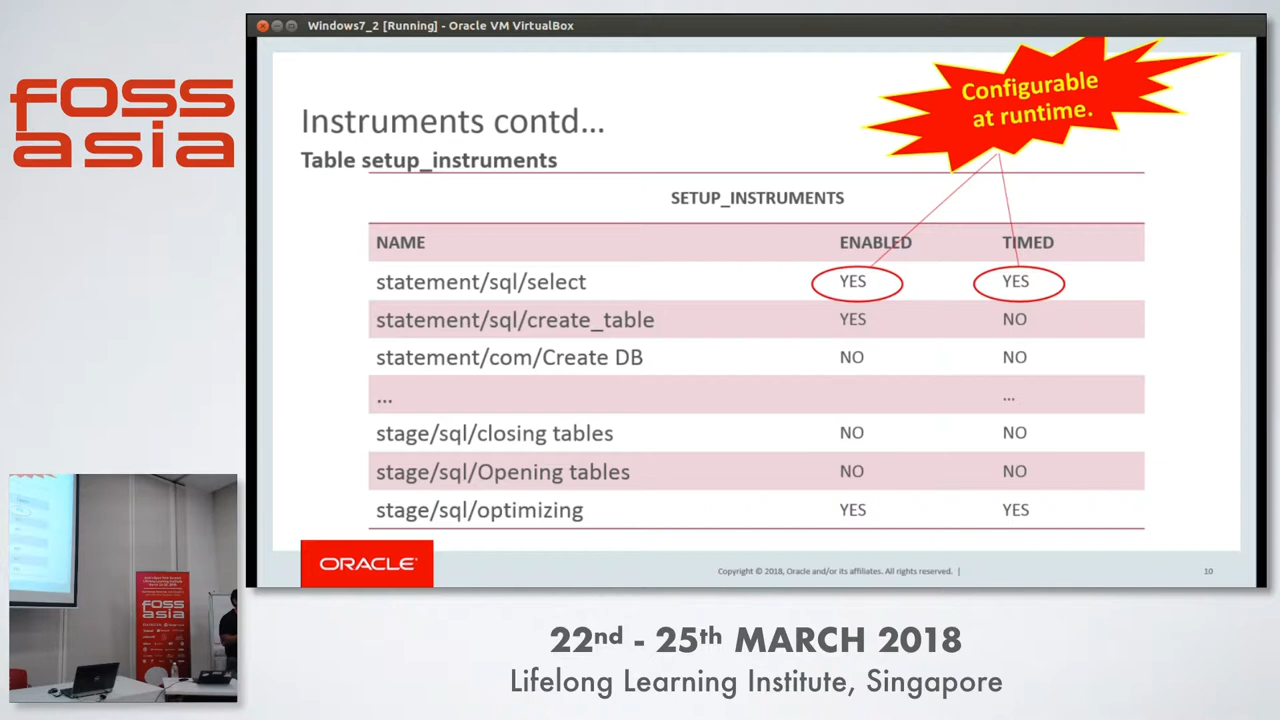 foss
asia
Windows7_2 [Running] - Oracle VM VirtualBox
Configurable
at runtime.
Instruments contd...
Table setup_instruments
SETUP_INSTRUMENTS
NAME ENABLED TIMED
statement/sql/select YES YES
statement/sql/create_table YES NO
statement/com/Create DB NO NO
... ...
stage/sql/closing tables NO NO
stage/sql/Opening tables NO NO
stage/sql/optimizing YES YES
ORACLE
Copyright © 2018, Oracle and/or its affiliates. All rights reserved. |
10
foss
asia
22nd - 25th MARCH 2018
Lifelong Learning Institute, Singapore